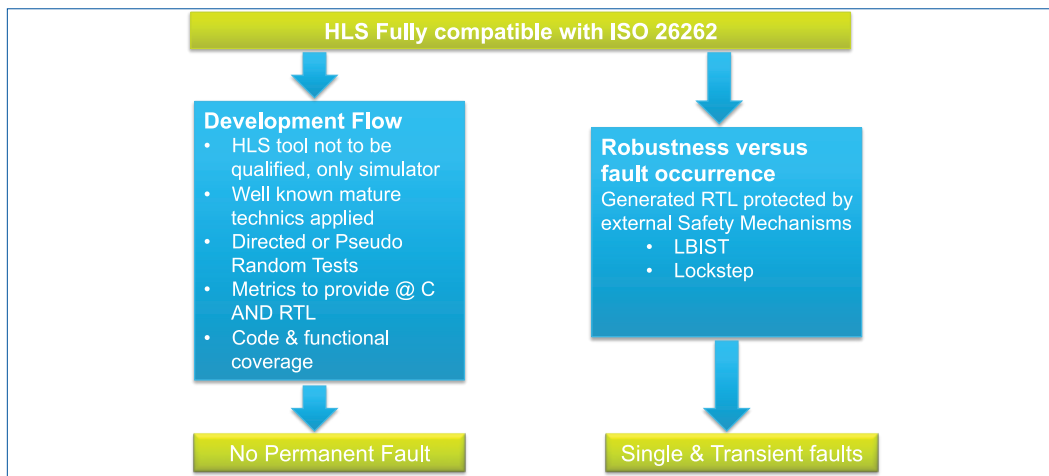 HLS Fully compatible with ISO 26262
Development Flow
• HLS tool not to be
qualified, only simulator
• Well known mature
technics applied
• Directed or Pseudo
Random Tests
• Metrics to provide @ C
AND RTL
• Code & functional
coverage
Robustness versus
fault occurrence
Generated RTL protected by
external Safety Mechanisms
• LBIST
• Lockstep
No Permanent Fault
Single & Transient faults